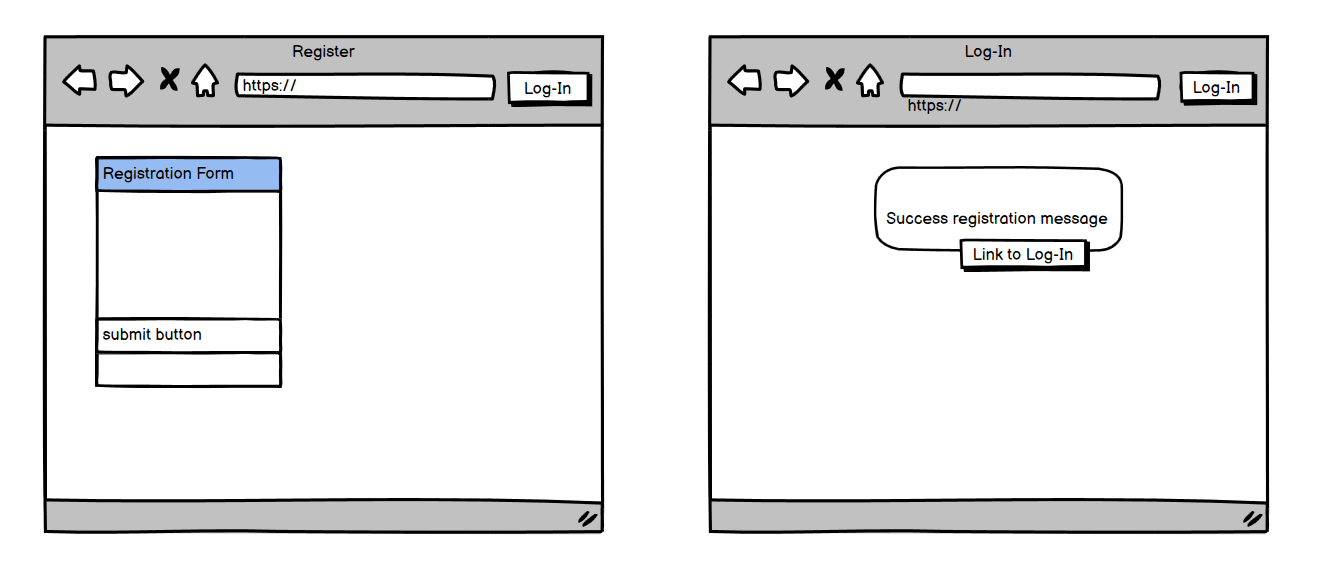 Register
https://
Log-In
Registration Form
submit button
Log-In
Log-In
https://
Success registration message
Link to Log-In